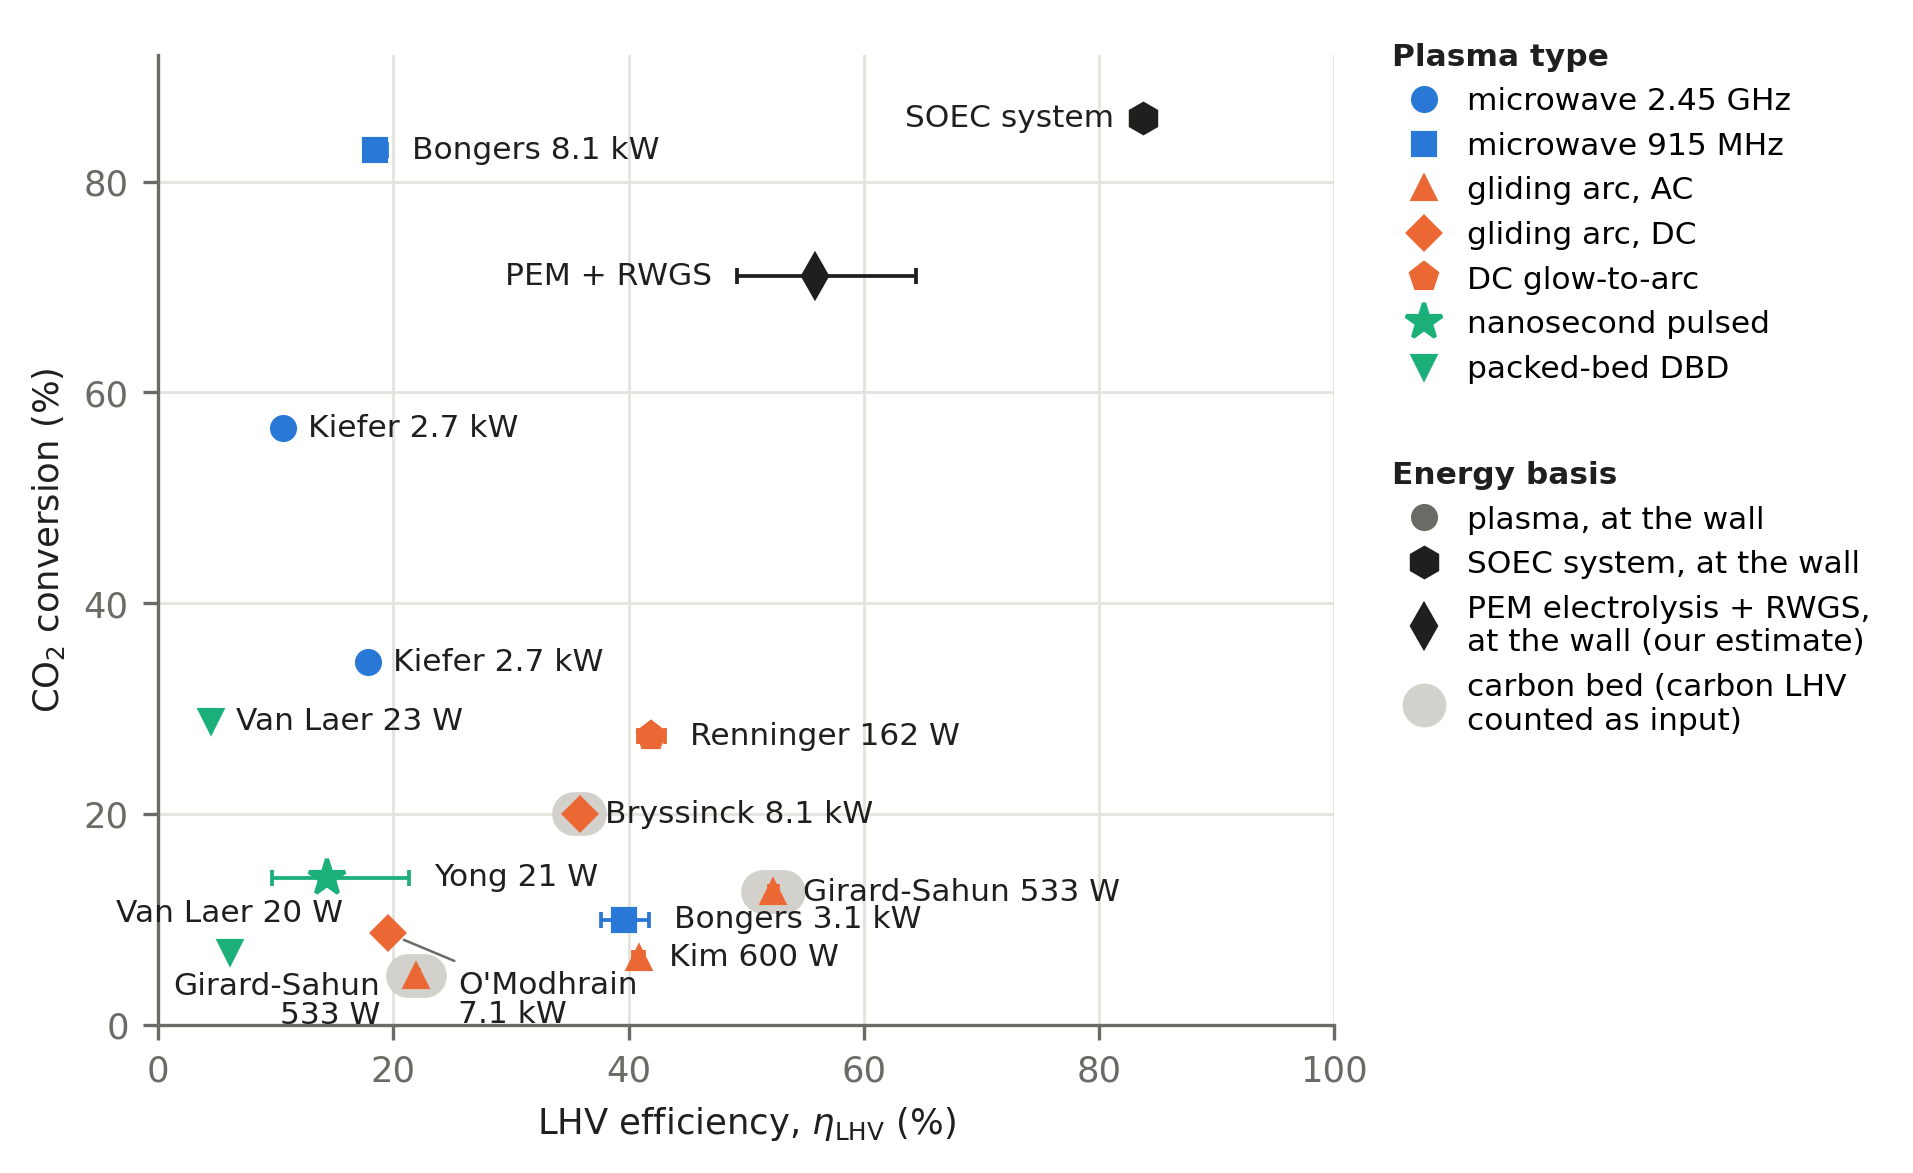 Plasma type
microwave 2.45 GHz
microwave 915 MHz
gliding arc, AC
gliding arc, DC
DC glow-to-arc
nanosecond pulsed
packed-bed DBD
Energy basis
plasma, at the wall
SOEC system, at the wall
PEM electrolysis + RWGS,
at the wall (our estimate)
carbon bed (carbon LHV
counted as input)
SOEC system
Bongers 8.1 kW
PEM + RWGS
Kiefer 2.7 kW
Kiefer 2.7 kW
Van Laer 23 W
Renninger 162 W
Bryssinck 8.1 kW
Yong 21 W
Girard-Sahun 533 W
Van Laer 20 W
Bongers 3.1 kW
Kim 600 W
Girard-Sahun
533 W
O'Modhrain
7.1 kW
80
60
40
20
0
0 20 40 60 80 100
CO₂ conversion (%)
LHV efficiency, η_LHV (%)